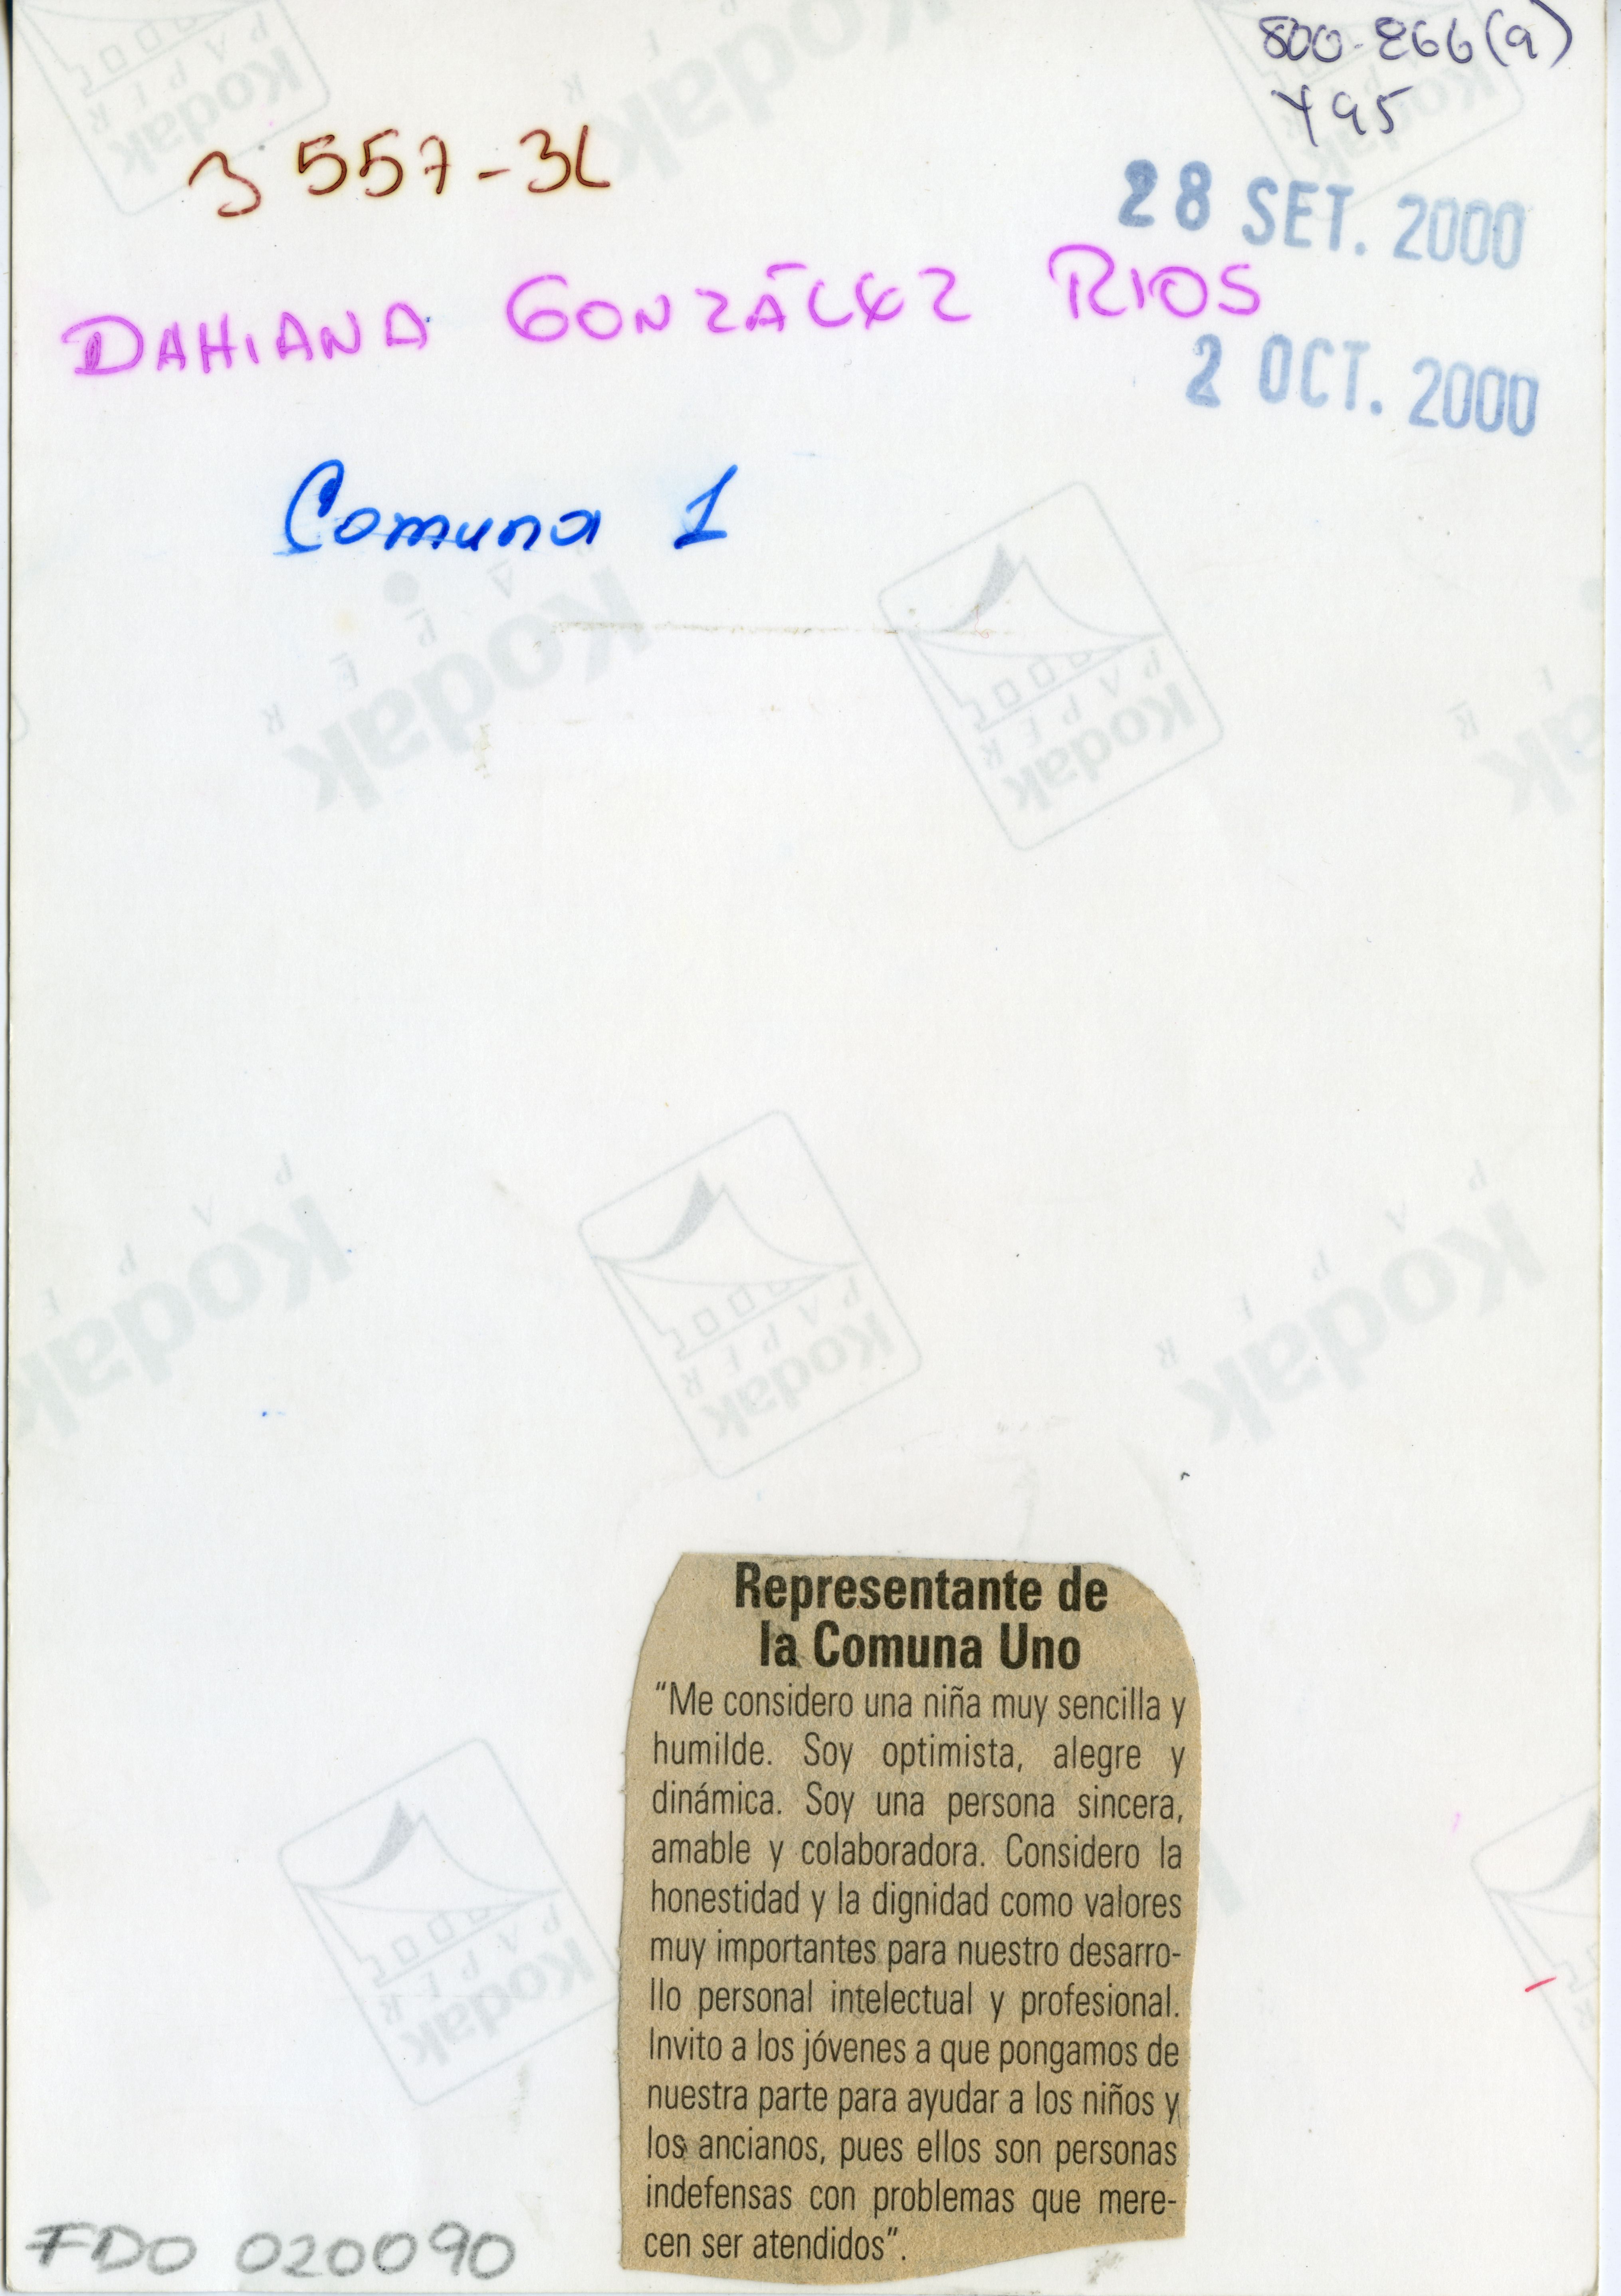 800-266(a)
Y95
3 557-3L
28 SET. 2000
DAHIANA GONZÁLEZ RIOS
2 OCT. 2000
Comuna 1
Representante de
la Comuna Uno
“Me considero una niña muy sencilla y
humilde. Soy optimista, alegre y
dinámica. Soy una persona sincera,
amable y colaboradora. Considero la
honestidad y la dignidad como valores
muy importantes para nuestro desarro-
llo personal intelectual y profesional.
Invito a los jóvenes a que pongamos de
nuestra parte para ayudar a los niños y
los ancianos, pues ellos son personas
indefensas con problemas que mere-
cen ser atendidos”.
FDO 020090
Kodak
PAPER